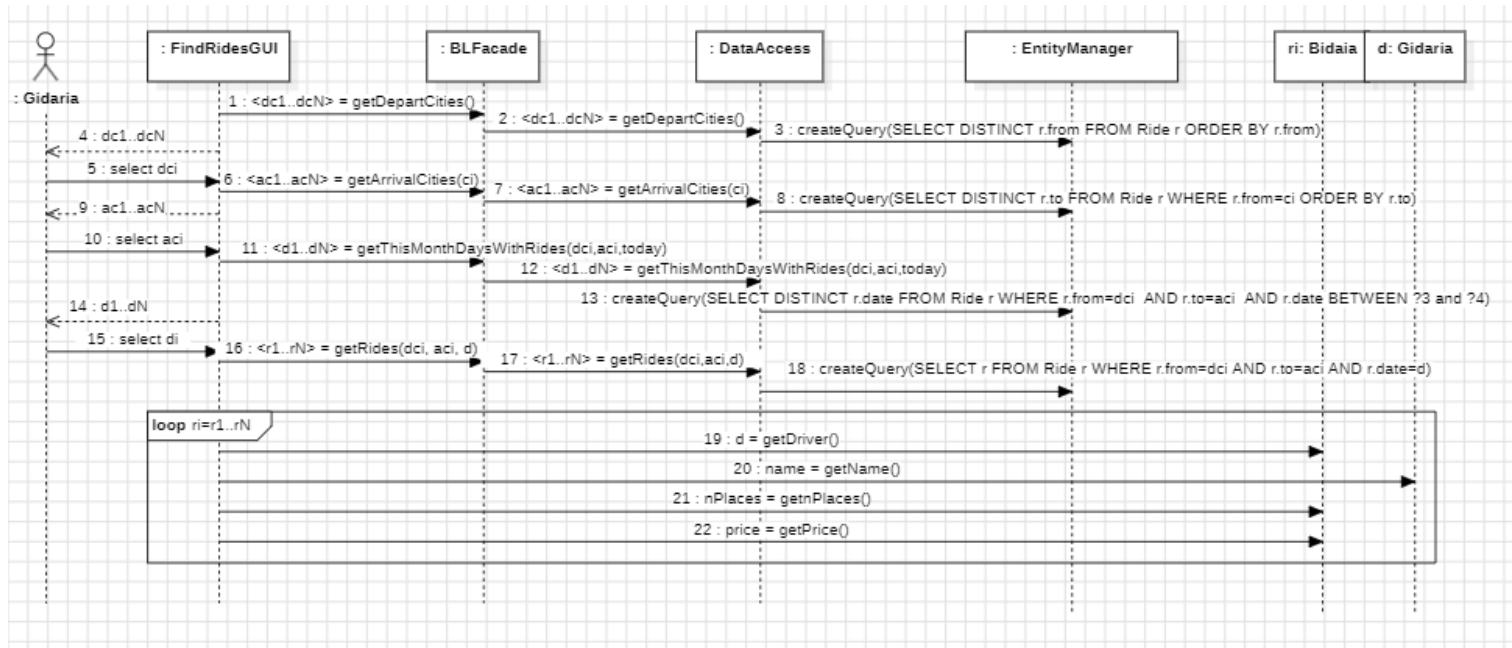 : FindRidesGUI
: BLFacade
: DataAccess
: EntityManager
ri: Bidaia
d: Gidaria
: Gidaria
1 : <dc1..dcN> = getDepartCities()
2 : <dc1..dcN> = getDepartCities()
3 : createQuery(SELECT DISTINCT r.from FROM Ride r ORDER BY r.from)
4 : dc1..dcN
5 : select dci
6 : <ac1..acN> = getArrivalCities(ci)
7 : <ac1..acN> = getArrivalCities(ci)
8 : createQuery(SELECT DISTINCT r.to FROM Ride r WHERE r.from=ci ORDER BY r.to)
9 : ac1..acN
10 : select aci
11 : <d1..dN> = getThisMonthDaysWithRides(dci,aci,today)
12 : <d1..dN> = getThisMonthDaysWithRides(dci,aci,today)
13 : createQuery(SELECT DISTINCT r.date FROM Ride r WHERE r.from=dci AND r.to=aci AND r.date BETWEEN ?3 and ?4)
14 : d1..dN
15 : select di
16 : <r1..rN> = getRides(dci, aci, d)
17 : <r1..rN> = getRides(dci,aci,d)
18 : createQuery(SELECT r FROM Ride r WHERE r.from=dci AND r.to=aci AND r.date=d)
loop ri=r1..rN
19 : d = getDriver()
20 : name = getName()
21 : nPlaces = getnPlaces()
22 : price = getPrice()